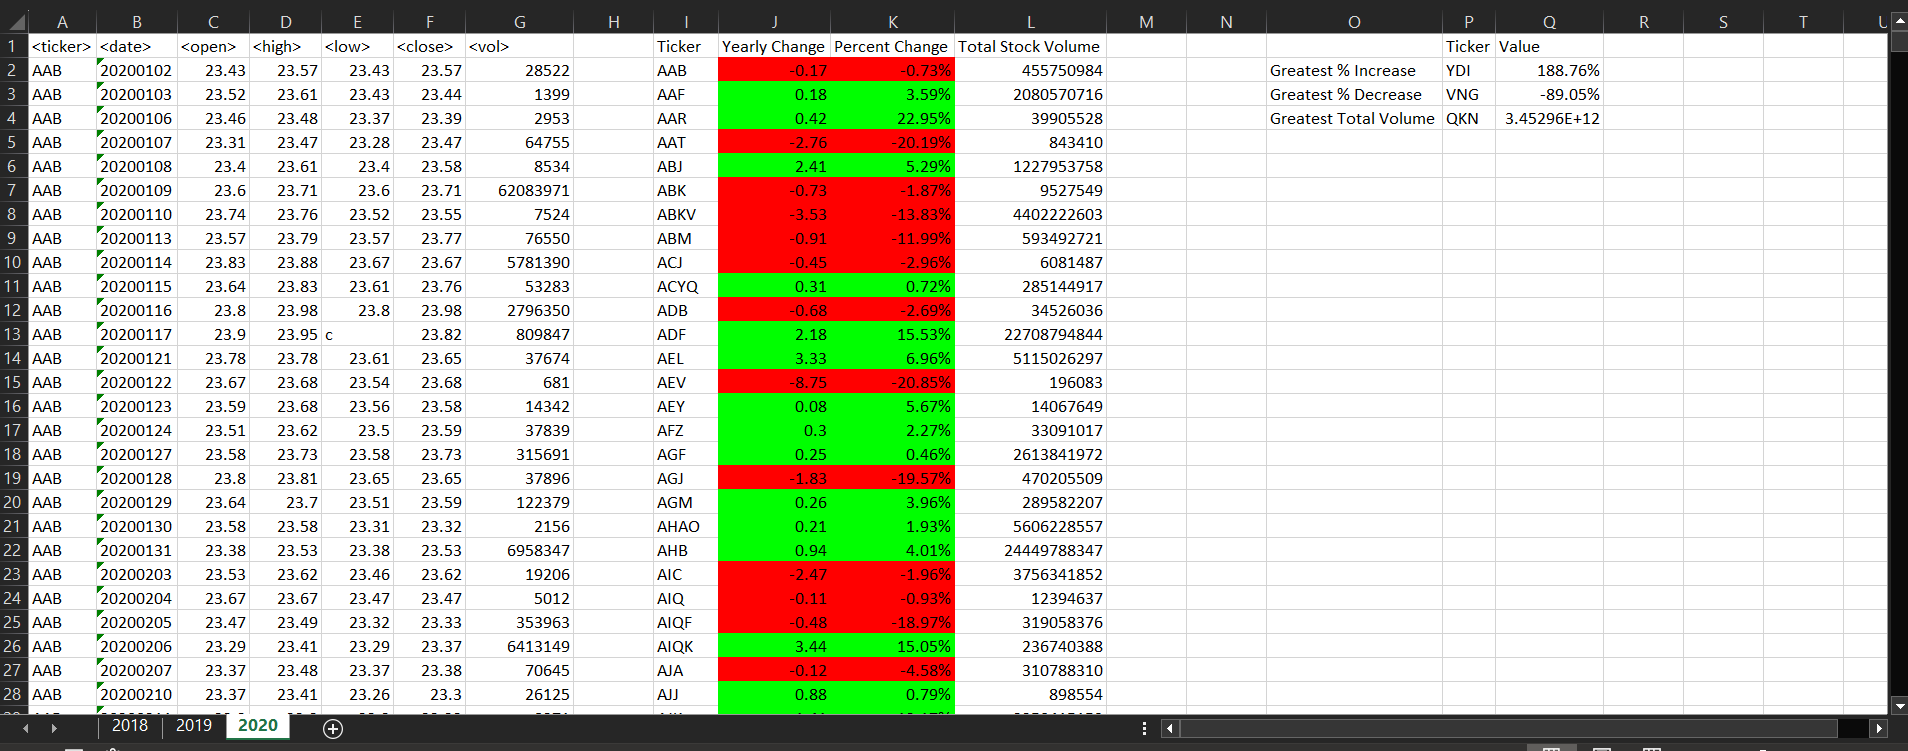 A B C D E F G H I J K L M N O P Q R S T U
1 <ticker> <date> <open> <high> <low> <close> <vol> Ticker Yearly Change Percent Change Total Stock Volume Ticker Value
2 AAB 20200102 23.43 23.57 23.43 23.57 28522 AAB -0.17 -0.73% 455750984 Greatest % Increase YDI 188.76%
3 AAB 20200103 23.52 23.61 23.43 23.44 1399 AAF 0.18 3.59% 2080570716 Greatest % Decrease VNG -89.05%
4 AAB 20200106 23.46 23.48 23.37 23.39 2953 AAR 0.42 22.95% 39905528 Greatest Total Volume QKN 3.45296E+12
5 AAB 20200107 23.31 23.47 23.28 23.47 64755 AAT -2.76 -20.19% 843410
6 AAB 20200108 23.4 23.61 23.4 23.58 8534 ABJ 2.41 5.29% 1227953758
7 AAB 20200109 23.6 23.71 23.6 23.71 62083971 ABK -0.73 -1.87% 9527549
8 AAB 20200110 23.74 23.76 23.52 23.55 7524 ABKV -3.53 -13.83% 4402222603
9 AAB 20200113 23.57 23.79 23.57 23.77 76550 ABM -0.91 -11.99% 593492721
10 AAB 20200114 23.83 23.88 23.67 23.67 5781390 ACJ -0.45 -2.96% 6081487
11 AAB 20200115 23.64 23.83 23.61 23.76 53283 ACYQ 0.31 0.72% 285144917
12 AAB 20200116 23.8 23.98 23.8 23.98 2796350 ADB -0.68 -2.69% 34526036
13 AAB 20200117 23.9 23.95 c 23.82 809847 ADF 2.18 15.53% 22708794844
14 AAB 20200121 23.78 23.78 23.61 23.65 37674 AEL 3.33 6.96% 5115026297
15 AAB 20200122 23.67 23.68 23.54 23.68 681 AEV -8.75 -20.85% 196083
16 AAB 20200123 23.59 23.68 23.56 23.58 14342 AEY 0.08 5.67% 14067649
17 AAB 20200124 23.51 23.62 23.5 23.59 37839 AFZ 0.3 2.27% 33091017
18 AAB 20200127 23.58 23.73 23.58 23.73 315691 AGF 0.25 0.46% 2613841972
19 AAB 20200128 23.8 23.81 23.65 23.65 37896 AGJ -1.83 -19.57% 470205509
20 AAB 20200129 23.64 23.7 23.51 23.59 122379 AGM 0.26 3.96% 289582207
21 AAB 20200130 23.58 23.58 23.31 23.32 2156 AHAO 0.21 1.93% 5606228557
22 AAB 20200131 23.38 23.53 23.38 23.53 6958347 AHB 0.94 4.01% 24449788347
23 AAB 20200203 23.53 23.62 23.46 23.62 19206 AIC -2.47 -1.96% 3756341852
24 AAB 20200204 23.67 23.67 23.47 23.47 5012 AIQ -0.11 -0.93% 12394637
25 AAB 20200205 23.47 23.49 23.32 23.33 353963 AIQF -0.48 -18.97% 319058376
26 AAB 20200206 23.29 23.41 23.29 23.37 6413149 AIQK 3.44 15.05% 236740388
27 AAB 20200207 23.37 23.48 23.37 23.38 70645 AJA -0.12 -4.58% 310788310
28 AAB 20200210 23.37 23.41 23.26 23.3 26125 AJJ 0.88 0.79% 898554
2018 2019 2020